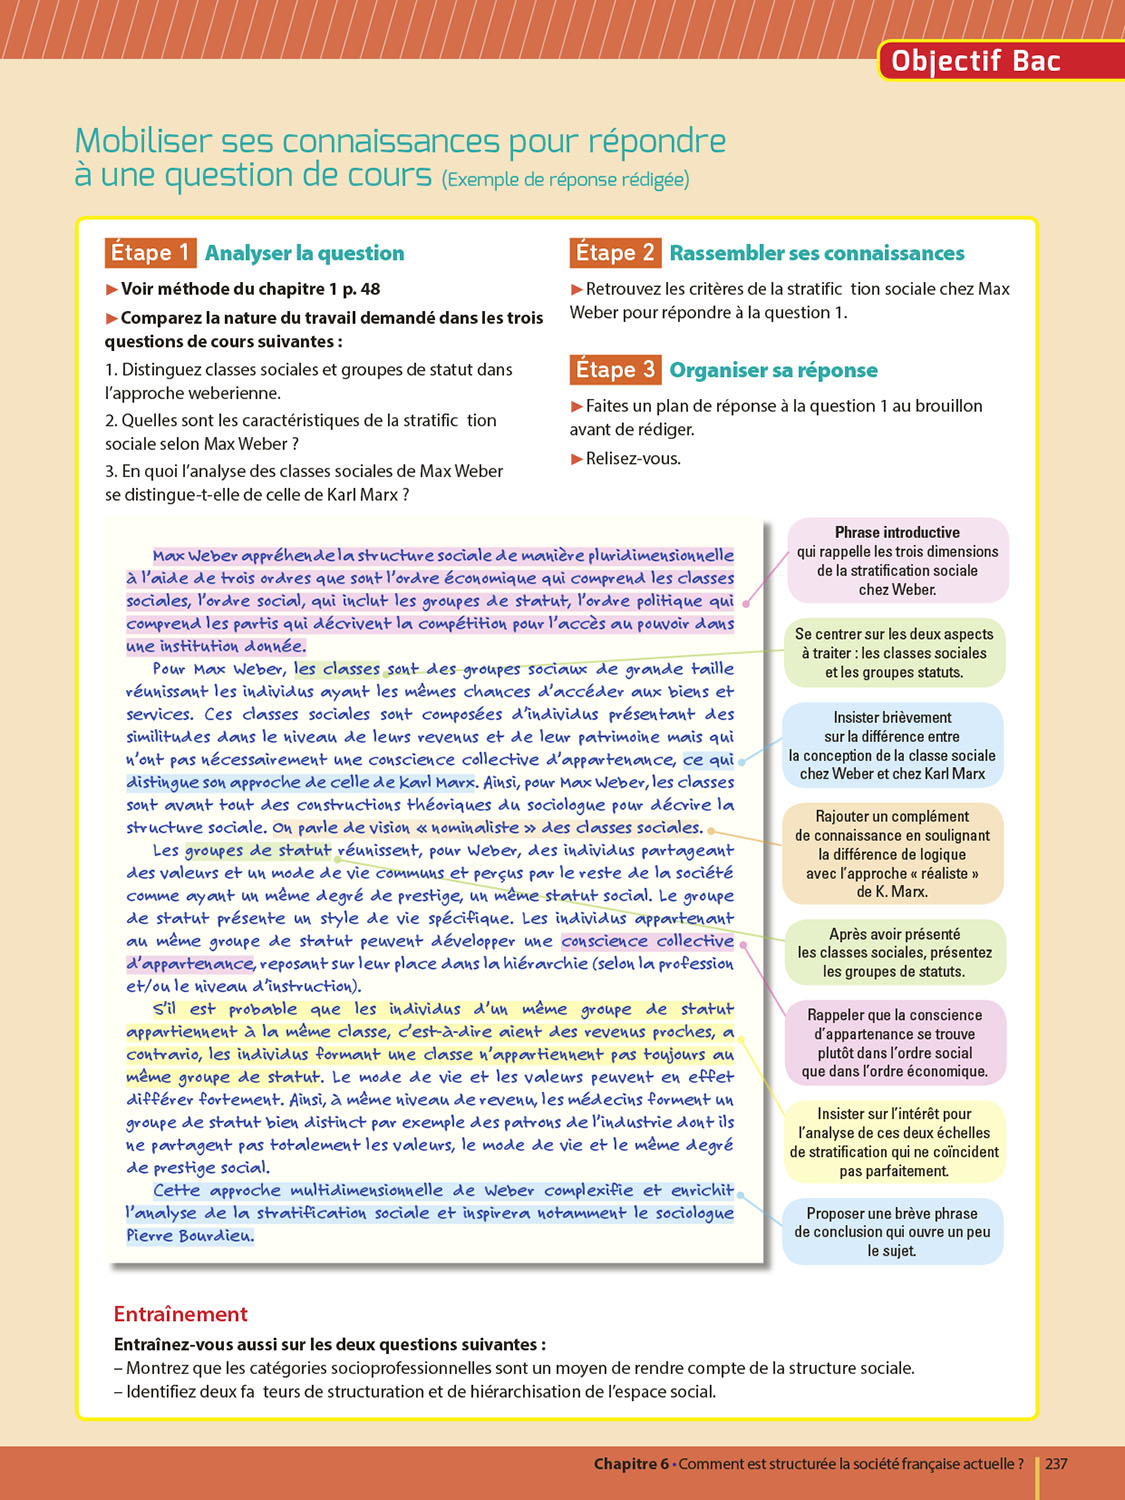 Objectif Bac
Mobiliser ses connaissances pour répondre
à une question de cours (Exemple de réponse rédigée)
Étape 1 Analyser la question
►Voir méthode du chapitre 1 p. 48
►Comparez la nature du travail demandé dans les trois
questions de cours suivantes :
1. Distinguez classes sociales et groupes de statut dans
l'approche weberienne.
2. Quelles sont les caractéristiques de la stratific tion
sociale selon Max Weber ?
3. En quoi l'analyse des classes sociales de Max Weber
se distingue-t-elle de celle de Karl Marx ?
Étape 2 Rassembler ses connaissances
►Retrouvez les critères de la stratific tion sociale chez Max
Weber pour répondre à la question 1.
Étape 3 Organiser sa réponse
►Faites un plan de réponse à la question 1 au brouillon
avant de rédiger.
►Relisez-vous.
Max Weber appréhende la structure sociale de manière pluridimensionnelle
à l'aide de trois ordres que sont l'ordre économique qui comprend les classes
sociales, l'ordre social, qui inclut les groupes de statut, l'ordre politique qui
comprend les partis qui décrivent la compétition pour l'accès au pouvoir dans
une institution donnée.
Pour Max Weber, les classes sont des groupes sociaux de grande taille
réunissant les individus ayant les mêmes chances d'accéder aux biens et
services. Ces classes sociales sont composées d'individus présentant des
similitudes dans le niveau de leurs revenus et de leur patrimoine mais qui
n'ont pas nécessairement une conscience collective d'appartenance, ce qui
distingue son approche de celle de Karl Marx. Ainsi, pour Max Weber, les classes
sont avant tout des constructions théoriques du sociologue pour décrire la
structure sociale. On parle de vision « nominaliste » des classes sociales.
Les groupes de statut réunissent, pour Weber, des individus partageant
des valeurs et un mode de vie communs et perçus par le reste de la société
comme ayant un même degré de prestige, un même statut social. Le groupe
de statut présente un style de vie spécifique. Les individus appartenant
au même groupe de statut peuvent développer une conscience collective
d'appartenance, reposant sur leur place dans la hiérarchie (selon la profession
et/ou le niveau d'instruction).
S'il est probable que les individus d'un même groupe de statut
appartiennent à la même classe, c'est-à-dire aient des revenus proches, a
contrario, les individus formant une classe n'appartiennent pas toujours au
même groupe de statut. Le mode de vie et les valeurs peuvent en effet
différer fortement. Ainsi, à même niveau de revenu, les médecins forment un
groupe de statut bien distinct par exemple des patrons de l'industrie dont ils
ne partagent pas totalement les valeurs, le mode de vie et le même degré
de prestige social.
Cette approche multidimensionnelle de Weber complexifie et enrichit
l'analyse de la stratification sociale et inspirera notamment le sociologue
Pierre Bourdieu.
Phrase introductive
qui rappelle les trois dimensions
de la stratification sociale
chez Weber.
Se centrer sur les deux aspects
à traiter : les classes sociales
et les groupes statuts.
Insister brièvement
sur la différence entre
la conception de la classe sociale
chez Weber et chez Karl Marx
Rajouter un complément
de connaissance en soulignant
la différence de logique
avec l'approche « réaliste »
de K. Marx.
Après avoir présenté
les classes sociales, présentez
les groupes de statuts.
Rappeler que la conscience
d'appartenance se trouve
plutôt dans l'ordre social
que dans l'ordre économique.
Insister sur l'intérêt pour
l'analyse de ces deux échelles
de stratification qui ne coïncident
pas parfaitement.
Proposer une brève phrase
de conclusion qui ouvre un peu
le sujet.
Entraînement
Entraînez-vous aussi sur les deux questions suivantes :
– Montrez que les catégories socioprofessionnelles sont un moyen de rendre compte de la structure sociale.
– Identifiez deux fa teurs de structuration et de hiérarchisation de l'espace social.
Chapitre 6 • Comment est structurée la société française actuelle ? 237